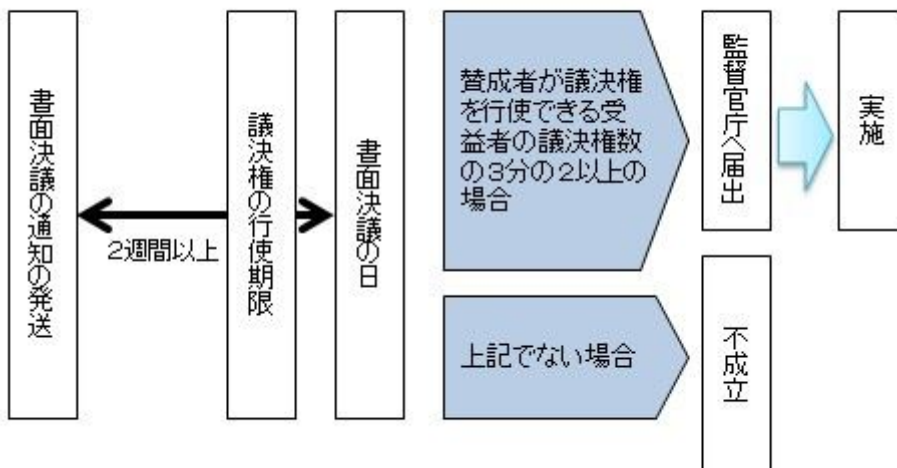 書面決議の通知の発送
2週間以上
議決権の行使期限
書面決議の日
賛成者が議決権
を行使できる受
益者の議決権数
の3分の2以上の
場合
監督官庁へ届出
実施
上記でない場合
不成立